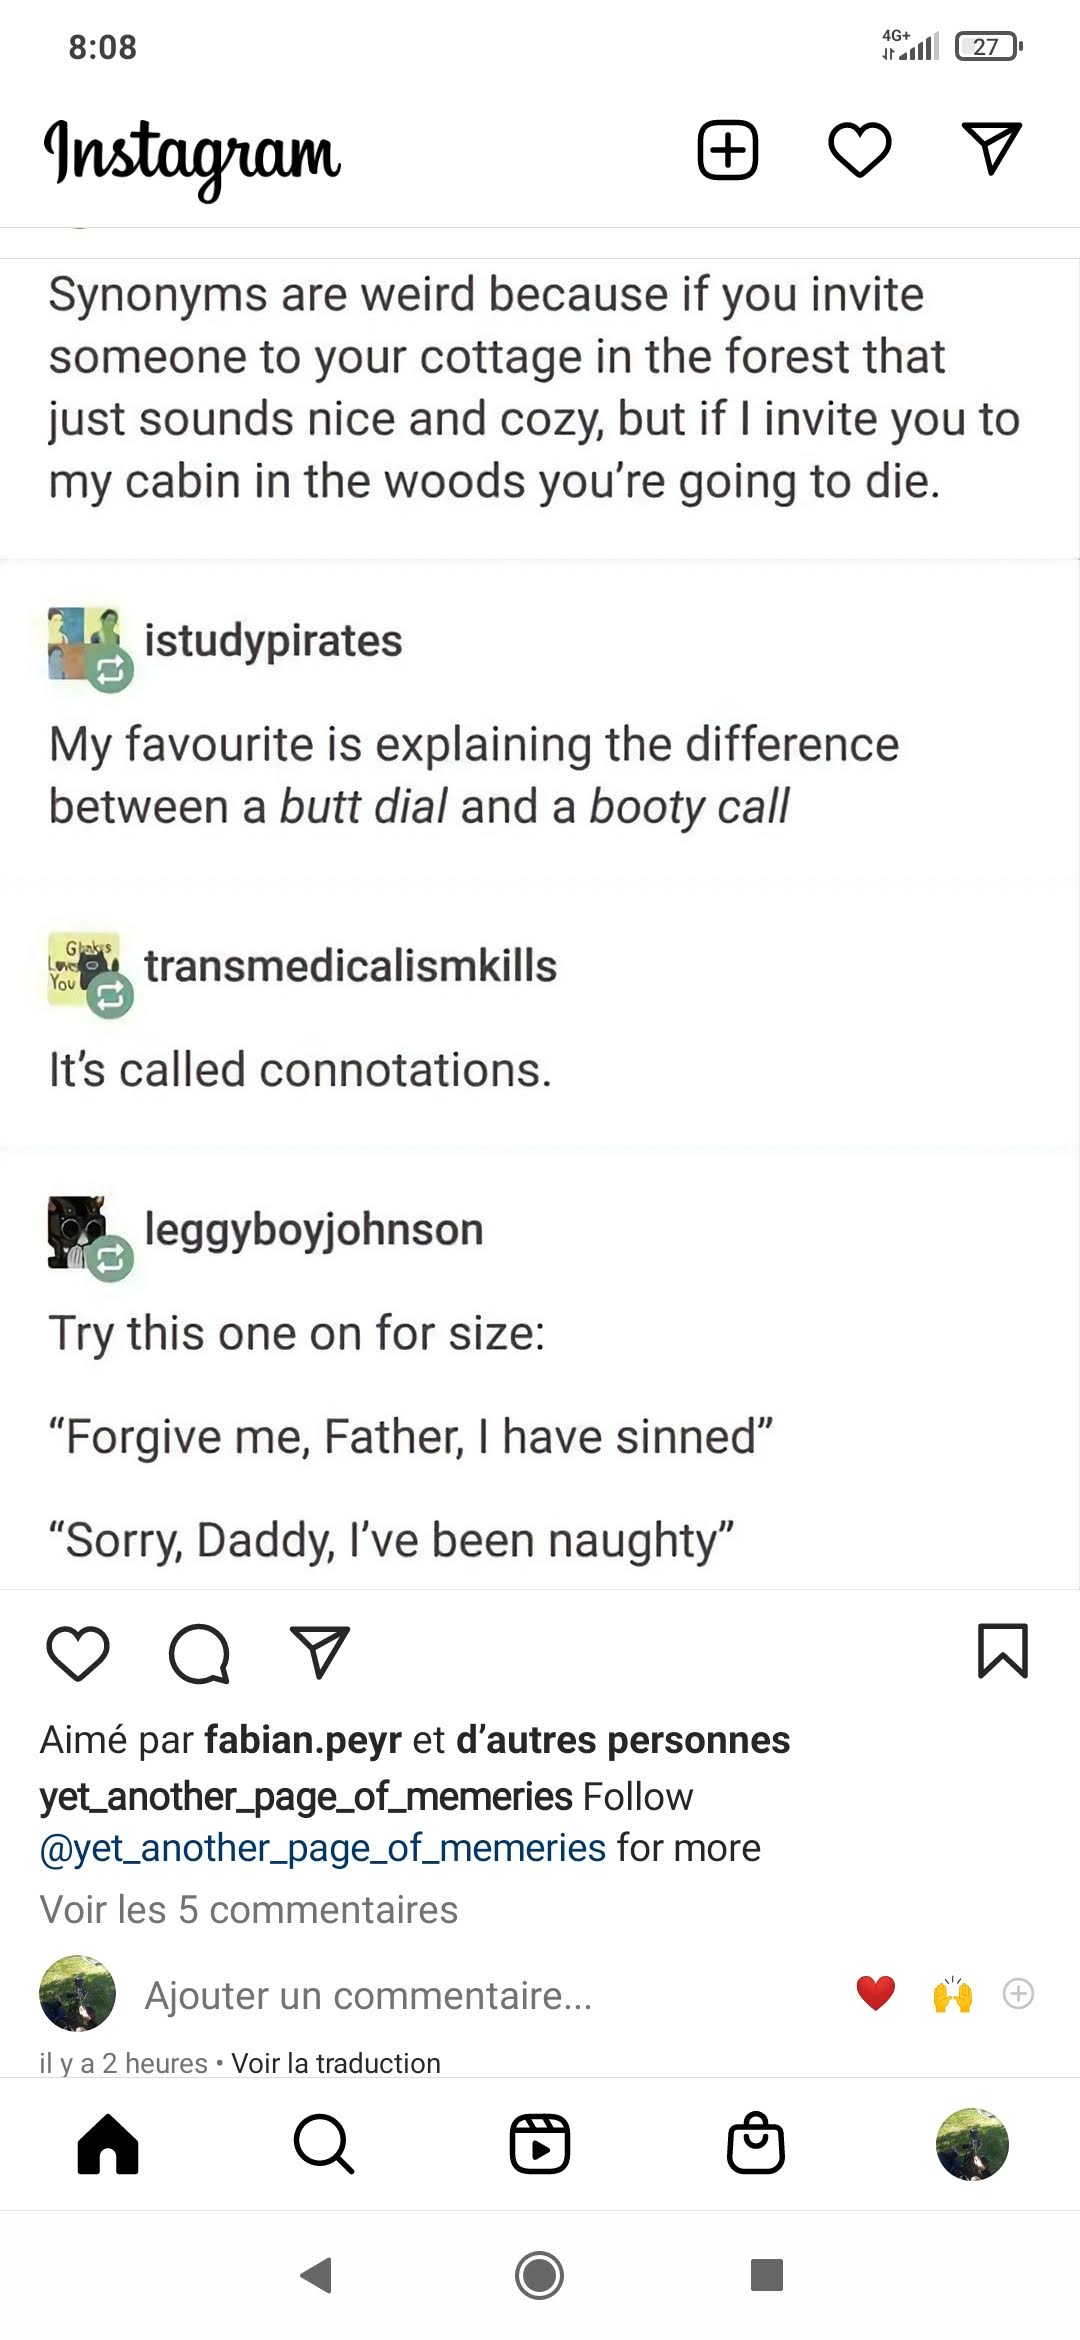 8:08
4G+
27
Instagram
Synonyms are weird because if you invite
someone to your cottage in the forest that
just sounds nice and cozy, but if I invite you to
my cabin in the woods you’re going to die.
istudypirates
My favourite is explaining the difference
between a butt dial and a booty call
Ghakis
Loves
You
transmedicalismkills
It’s called connotations.
leggyboyjohnson
Try this one on for size:
“Forgive me, Father, I have sinned”
“Sorry, Daddy, I’ve been naughty”
Aimé par fabian.peyr et d’autres personnes
yet_another_page_of_memeries Follow
@yet_another_page_of_memeries for more
Voir les 5 commentaires
Ajouter un commentaire...
il y a 2 heures • Voir la traduction